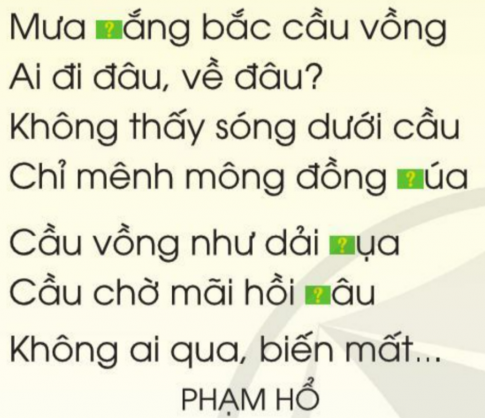 Mưa ?ắng bắc cầu vồng
Ai đi đâu, về đâu?
Không thấy sóng dưới cầu
Chỉ mênh mông đồng ?úa
Cầu vồng như dải ?ụa
Cầu chờ mãi hồi ?âu
Không ai qua, biến mất...
PHẠM HỔ